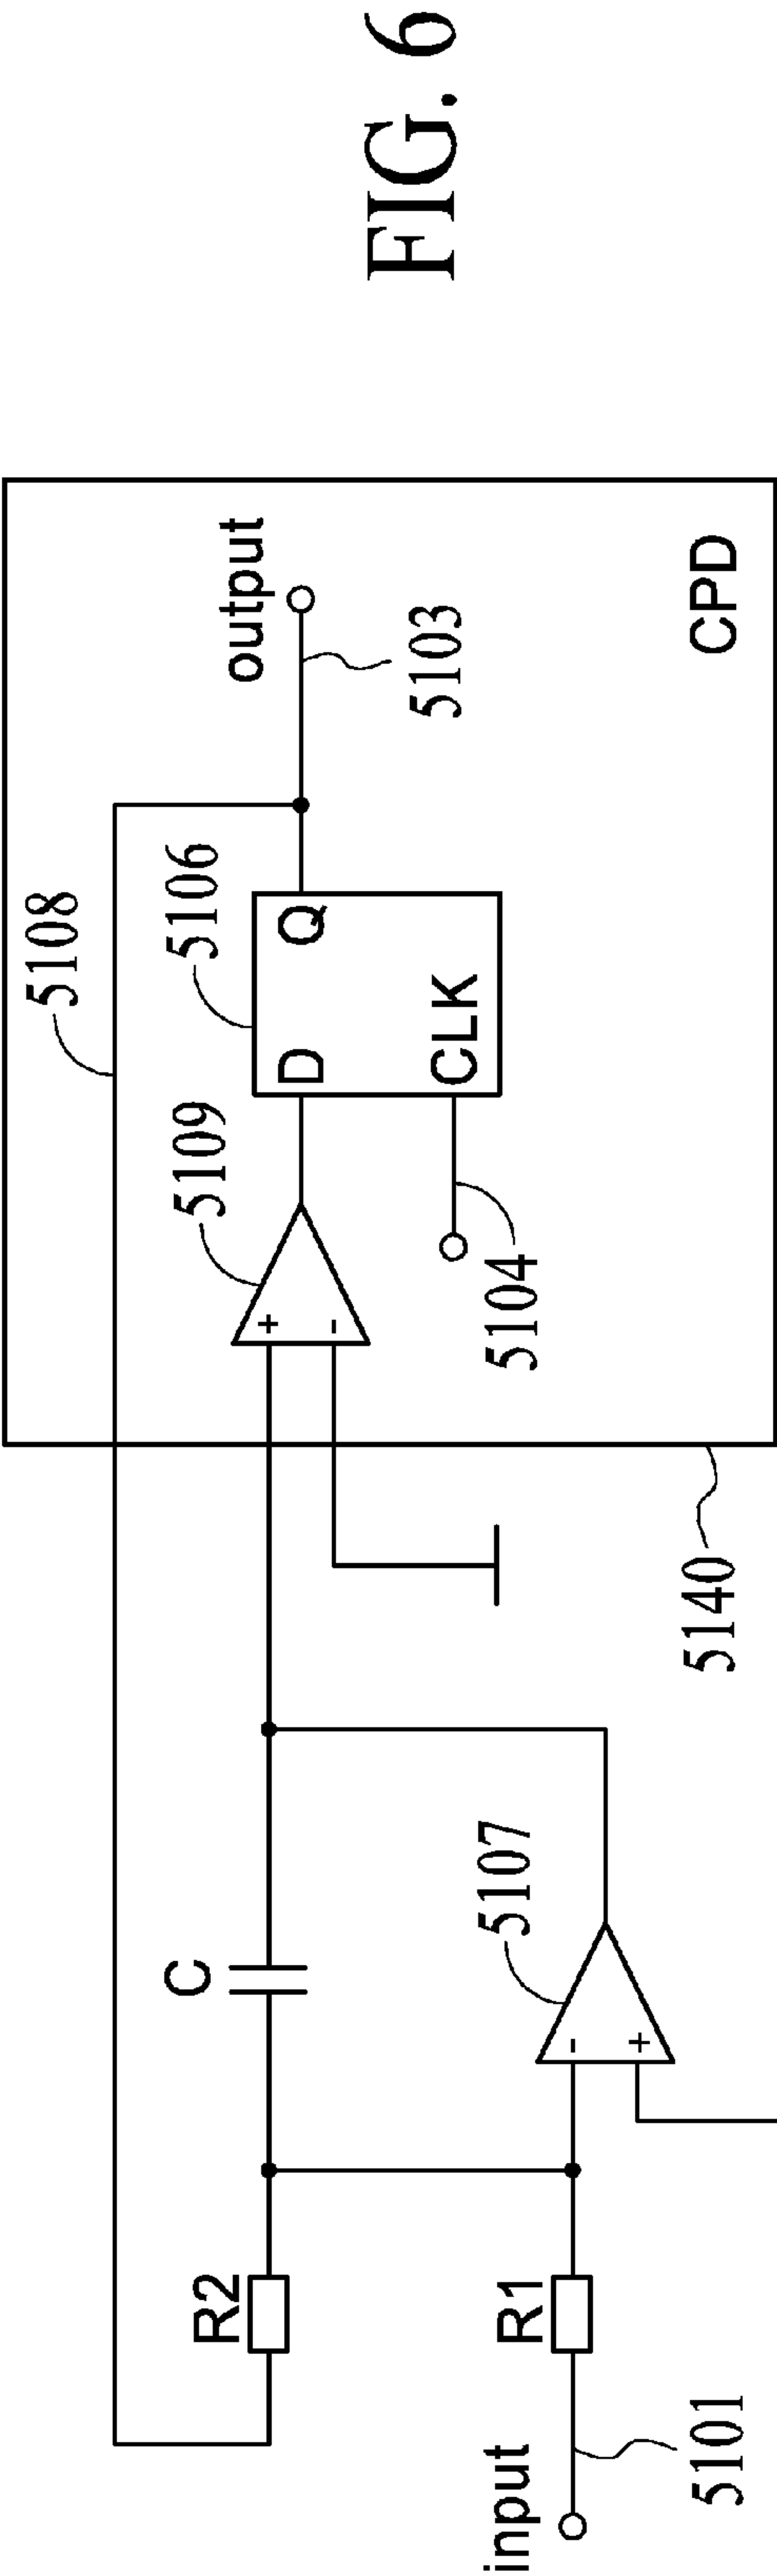 5108
R2
C
5109
+
-
D
Q
5106
output
5103
CLK
5104
input
5101
R1
-
+
5107
5140
CPD
FIG. 6